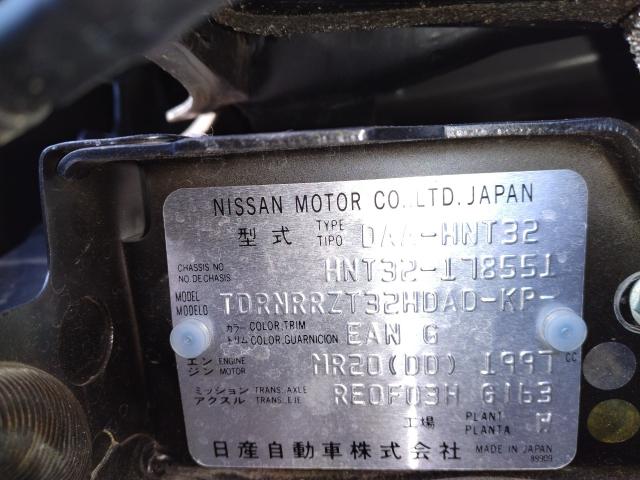 NISSAN MOTOR CO.,LTD. JAPAN
型式 TYPE TIPO DAA-HNT32
CHASSIS NO. NO. DE CHASIS HNT32-178551
MODEL MODELO TDRNRRZT32HDAD-KP-
カラー トリム COLOR, TRIM COLOR, GUARNICION EAN G
エンジン ENGINE MOTOR MR20(DD) 1997 CC
ミッション アクスル TRANS. AXLE TRANS. EJE RE0F03H G163
工場 PLANT PLANTA W
日産自動車株式会社 MADE IN JAPAN
89909